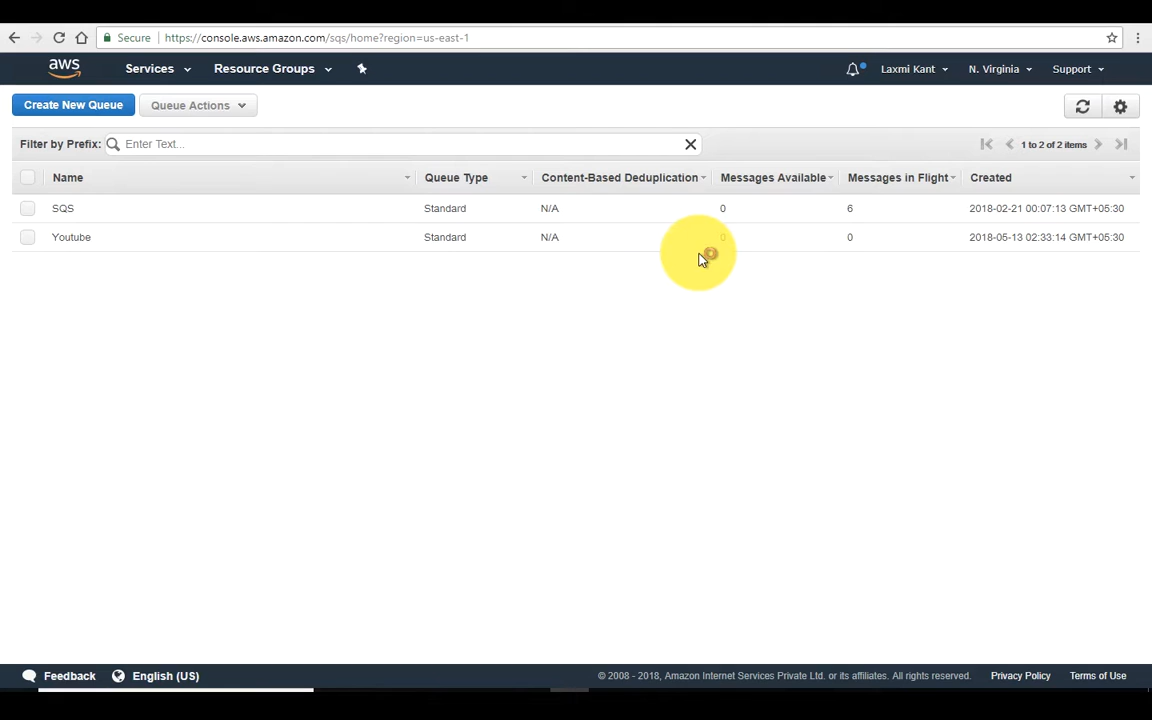 Secure https://console.aws.amazon.com/sqs/home?region=us-east-1
aws Services Resource Groups Laxmi Kant N. Virginia Support
Create New Queue Queue Actions
Filter by Prefix: Enter Text... 1 to 2 of 2 items
Name Queue Type Content-Based Deduplication Messages Available Messages in Flight Created
SQS Standard N/A 0 6 2018-02-21 00:07:13 GMT+05:30
Youtube Standard N/A 0 0 2018-05-13 02:33:14 GMT+05:30
Feedback English (US) © 2008 - 2018, Amazon Internet Services Private Ltd. or its affiliates. All rights reserved. Privacy Policy Terms of Use